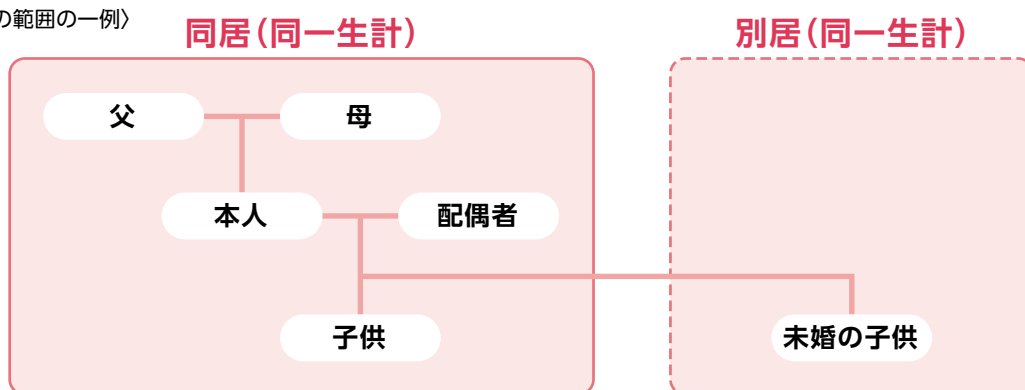 の範囲の一例〉
同居(同一生計)
別居(同一生計)
父
母
本人
配偶者
子供
未婚の子供